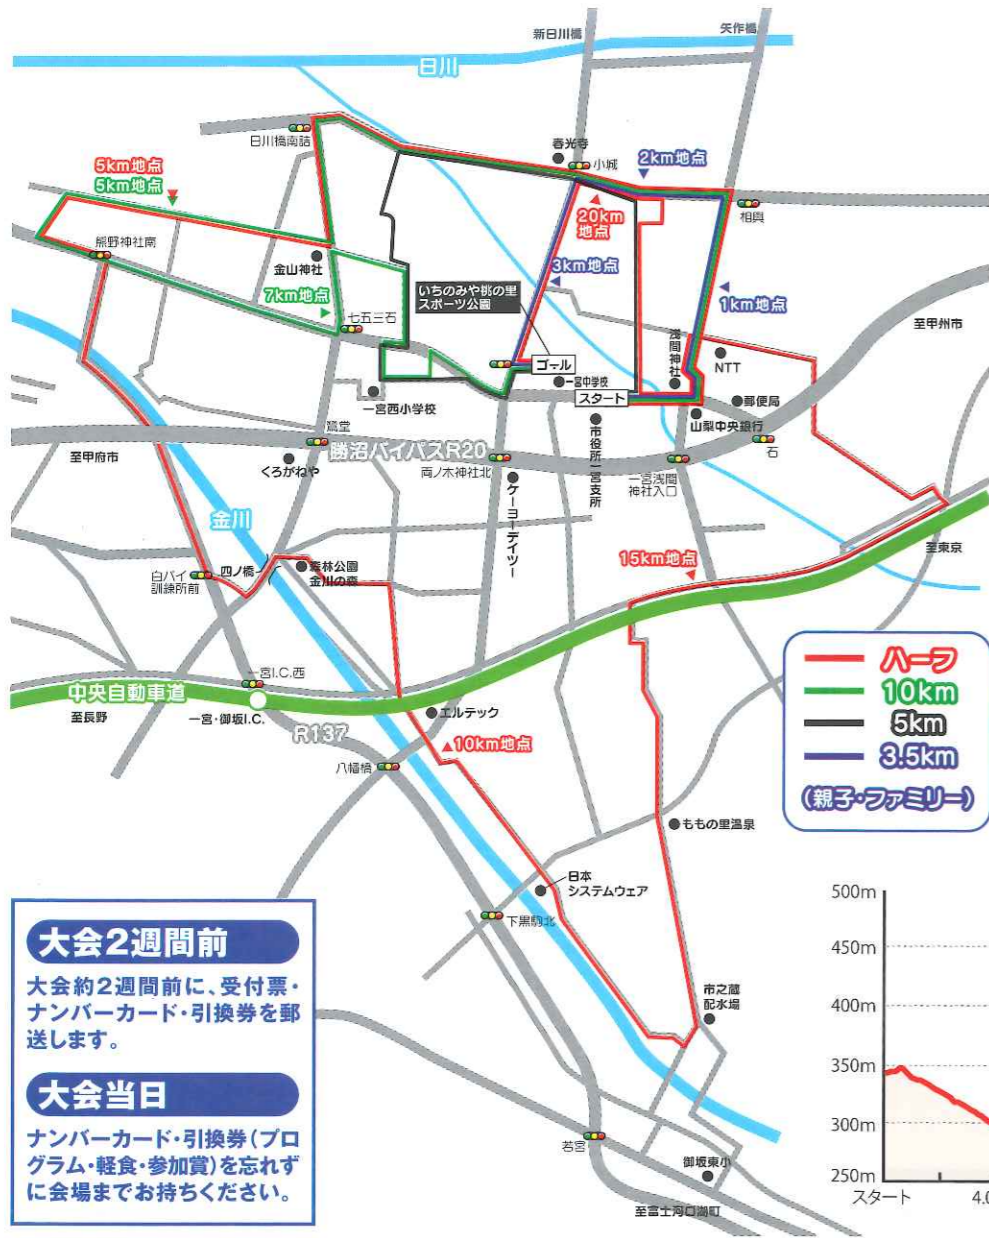 新日川橋
矢作橋
日川
日川橋南詰
春光寺
小城
2km地点
5km地点
5km地点
20km
地点
相興
熊野神社南
金山神社
3km地点
7km地点
いちのみや桃の里
スポーツ公園
1km地点
七五三石
至甲州市
浅間神社
NTT
ゴール
一宮中学校
スタート
郵便局
一宮西小学校
山梨中央銀行
市役所一宮支所
一石
至甲府市
くろがねや
勝沼バイパスR20
両ノ木神社北
一宮浅間
神社入口
ケーヨーデイツー
金川
至東京
白バイ
訓練所前
四ノ橋
森林公園
金川の森
15km地点
一宮I.C.西
中央自動車道
至長野
一宮・御坂I.C.
R137
エルテック
10km地点
八幡橋
ハーフ
10km
5km
3.5km
(親子・ファミリー)
ももの里温泉
日本
システムウェア
下黒駒北
市之蔵
配水場
若宮
御坂東小
至富士河口湖町
大会2週間前
大会約2週間前に、受付票・
ナンバーカード・引換券を郵
送します。
大会当日
ナンバーカード・引換券(プロ
グラム・軽食・参加賞)を忘れず
に会場までお持ちください。
500m
450m
400m
350m
300m
250m
スタート